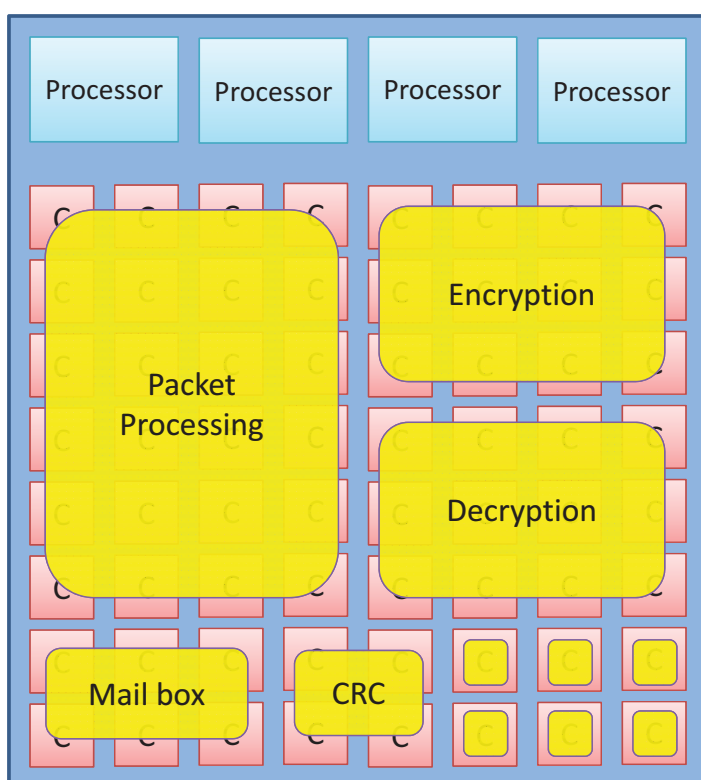 Processor Processor Processor Processor
C C C C C C C C
C C C C C Encryption C
C C C C C C C C
Packet
Processing
C C C C C C
C C C C C Decryption C
C C C C C C C C
C C C C C C C C
Mail box CRC
C C C C C C C C